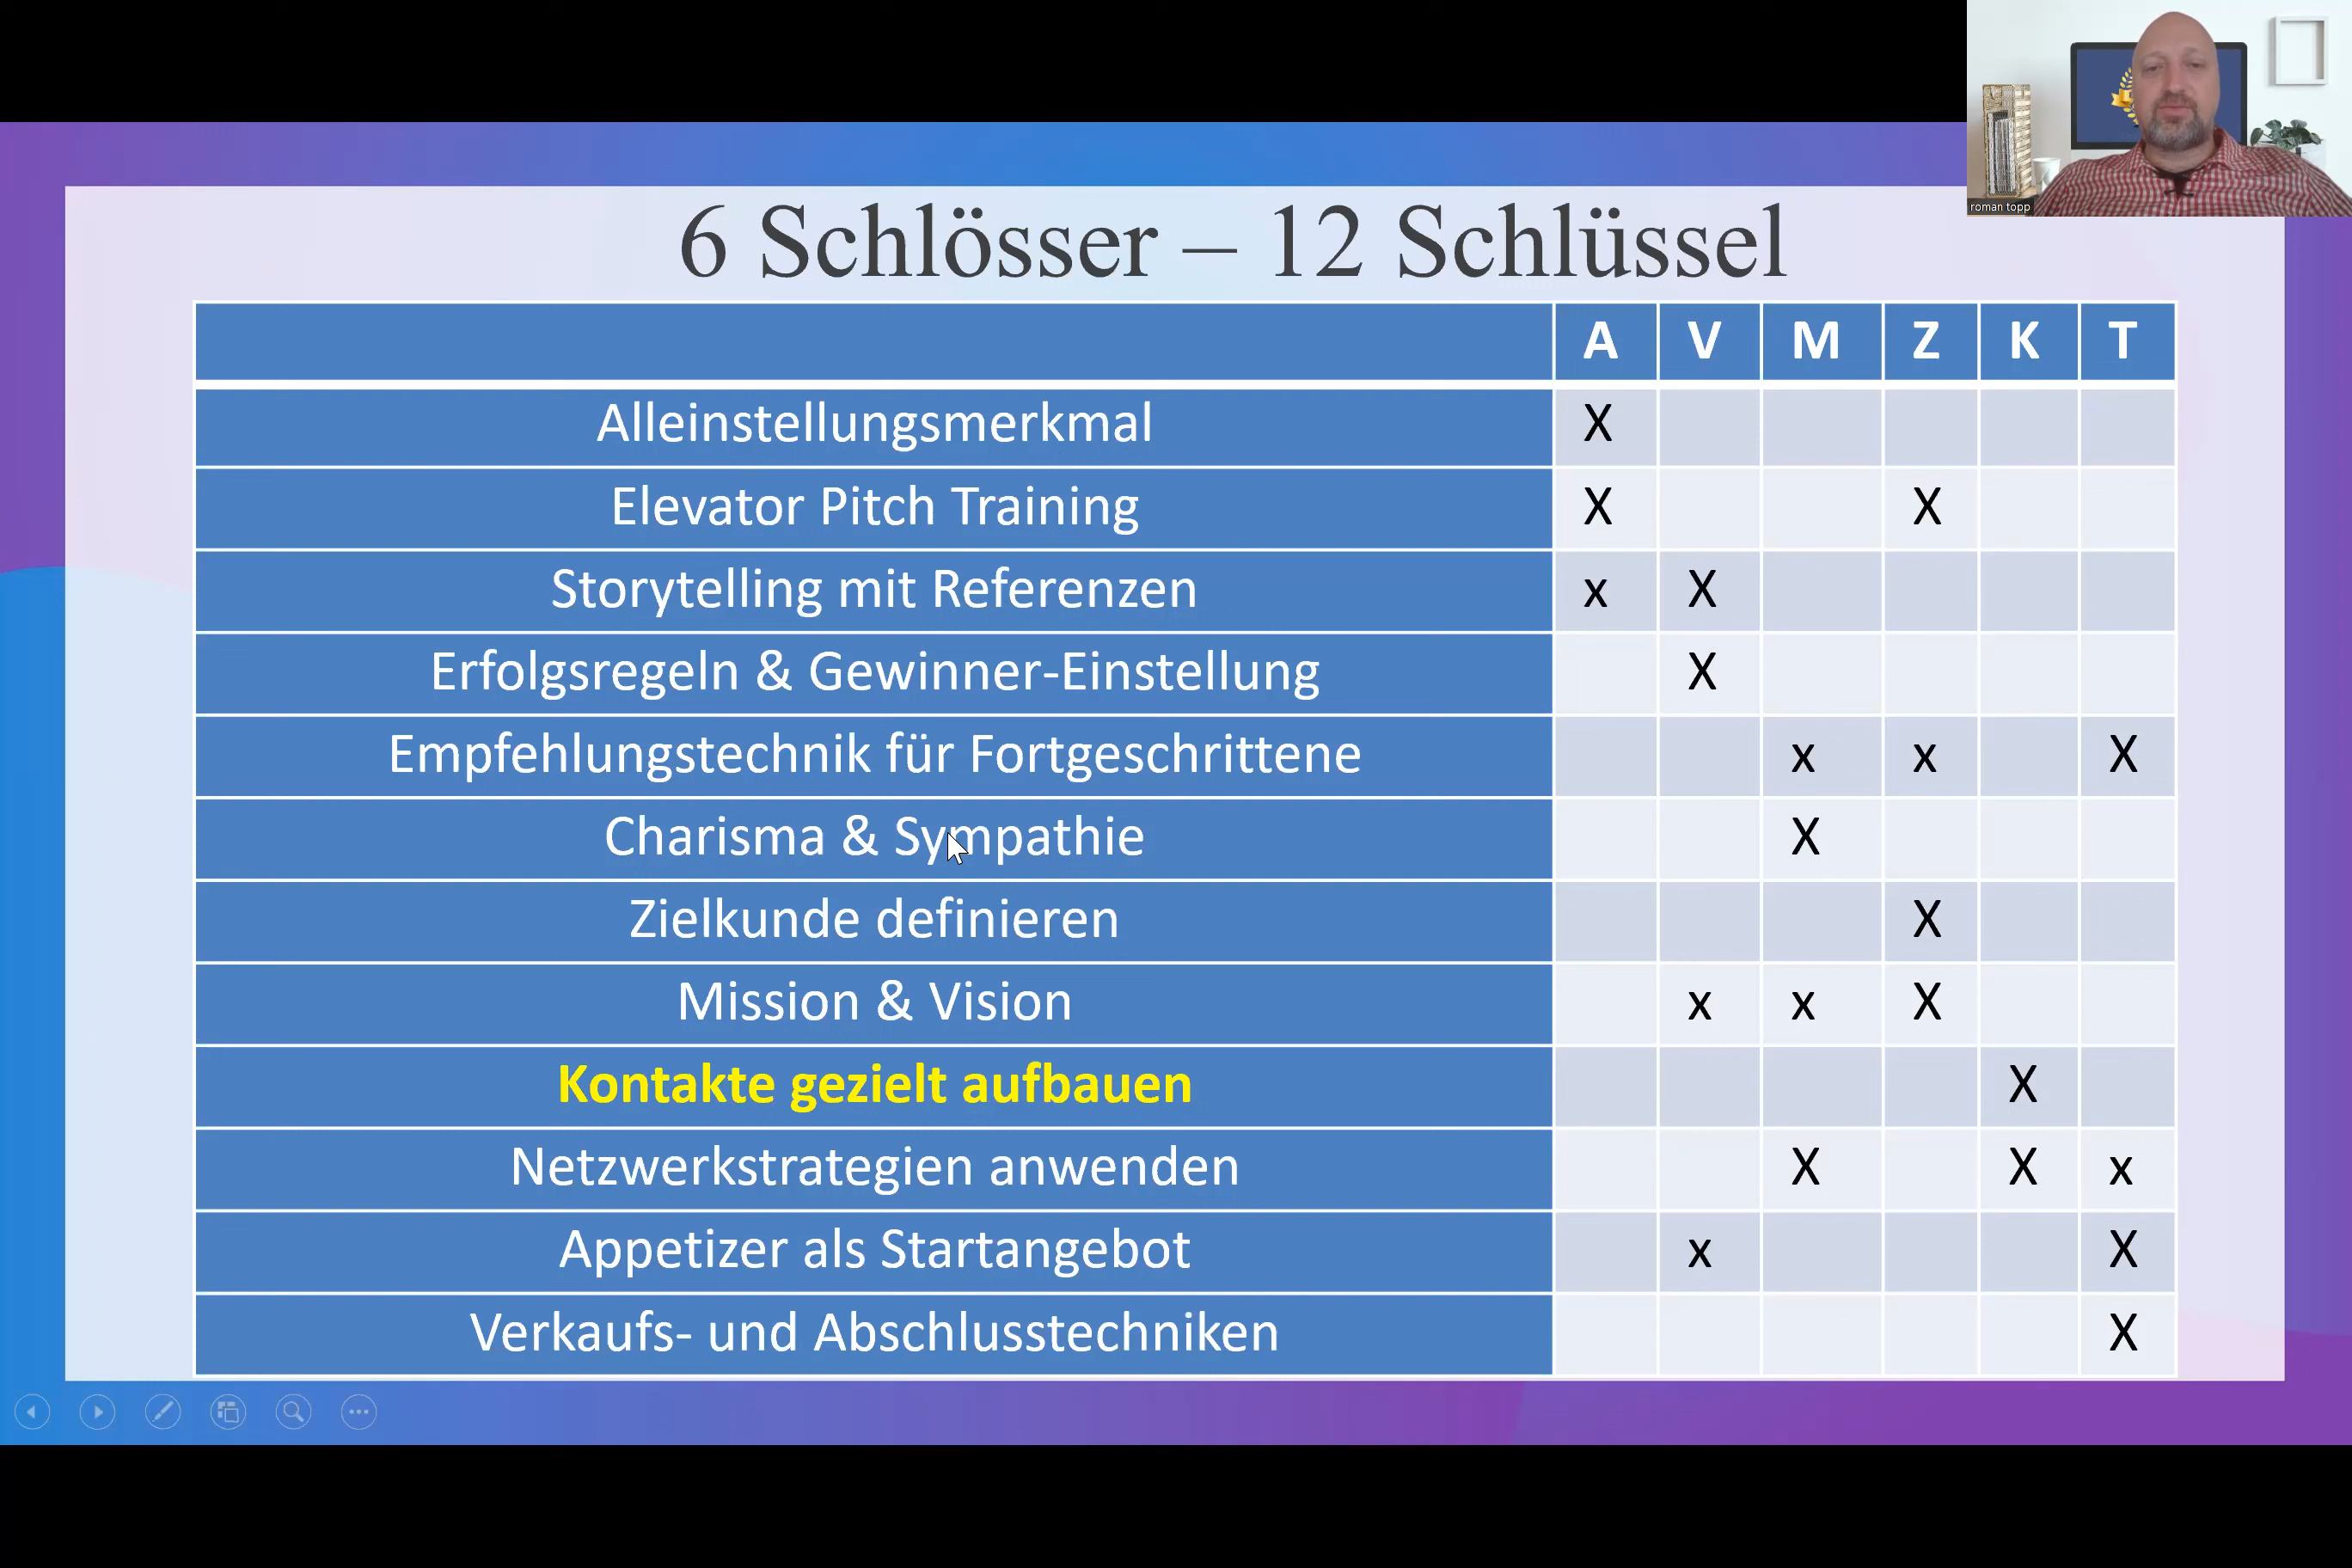 roman topp
6 Schlösser – 12 Schlüssel
A V M Z K T
Alleinstellungsmerkmal X
Elevator Pitch Training X X
Storytelling mit Referenzen x X
Erfolgsregeln & Gewinner-Einstellung X
Empfehlungstechnik für Fortgeschrittene x x X
Charisma & Sympathie X
Zielkunde definieren X
Mission & Vision x x X
Kontakte gezielt aufbauen X
Netzwerkstrategien anwenden X X x
Appetizer als Startangebot x X
Verkaufs- und Abschlusstechniken X